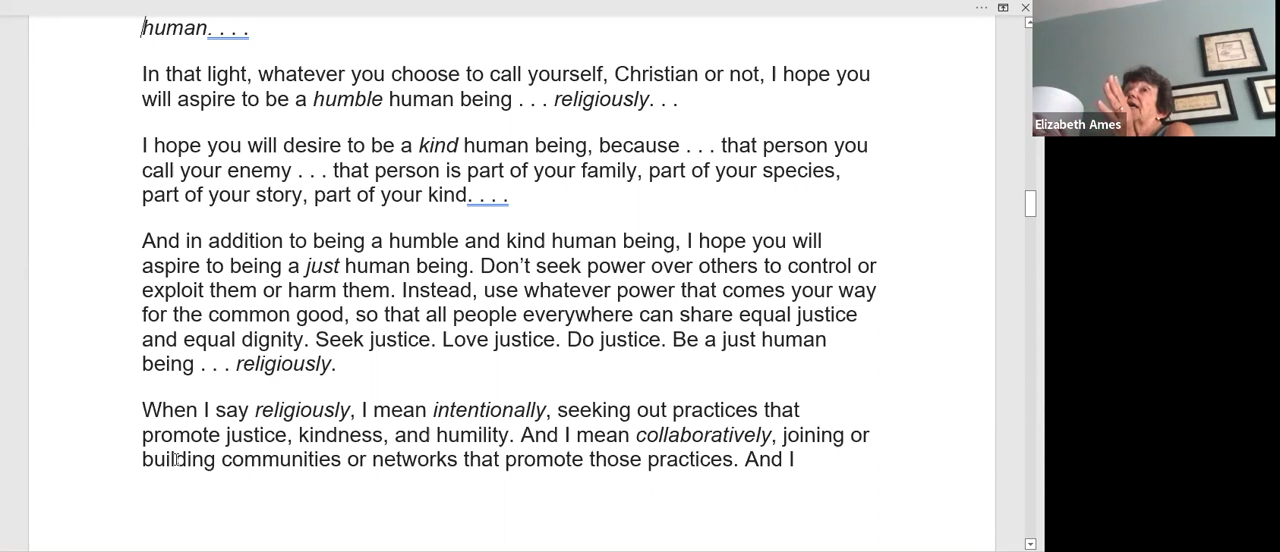 human. . . .
In that light, whatever you choose to call yourself, Christian or not, I hope you
will aspire to be a humble human being . . . religiously. . .
I hope you will desire to be a kind human being, because . . . that person you
call your enemy . . . that person is part of your family, part of your species,
part of your story, part of your kind. . . .
And in addition to being a humble and kind human being, I hope you will
aspire to being a just human being. Don’t seek power over others to control or
exploit them or harm them. Instead, use whatever power that comes your way
for the common good, so that all people everywhere can share equal justice
and equal dignity. Seek justice. Love justice. Do justice. Be a just human
being . . . religiously.
When I say religiously, I mean intentionally, seeking out practices that
promote justice, kindness, and humility. And I mean collaboratively, joining or
building communities or networks that promote those practices. And I
Elizabeth Ames